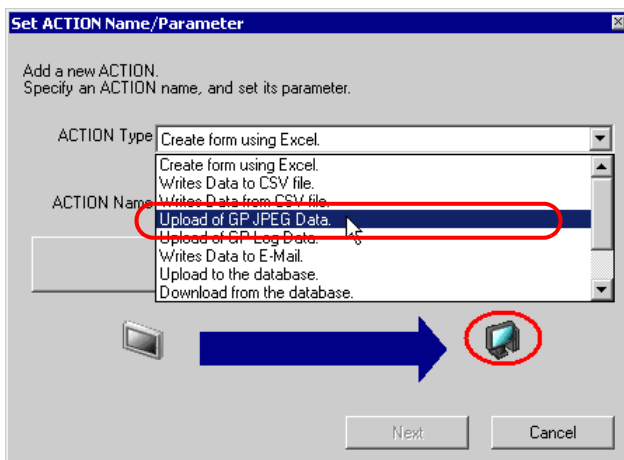 Set ACTION Name/Parameter
Add a new ACTION.
Specify an ACTION name, and set its parameter.
ACTION Type
Create form using Excel.
Create form using Excel.
Writes Data to CSV file.
ACTION Name
Writes Data from CSV file.
Upload of GP JPEG Data.
Upload of GP Log Data.
Writes Data to E-Mail.
Upload to the database.
Download from the database.
Next
Cancel